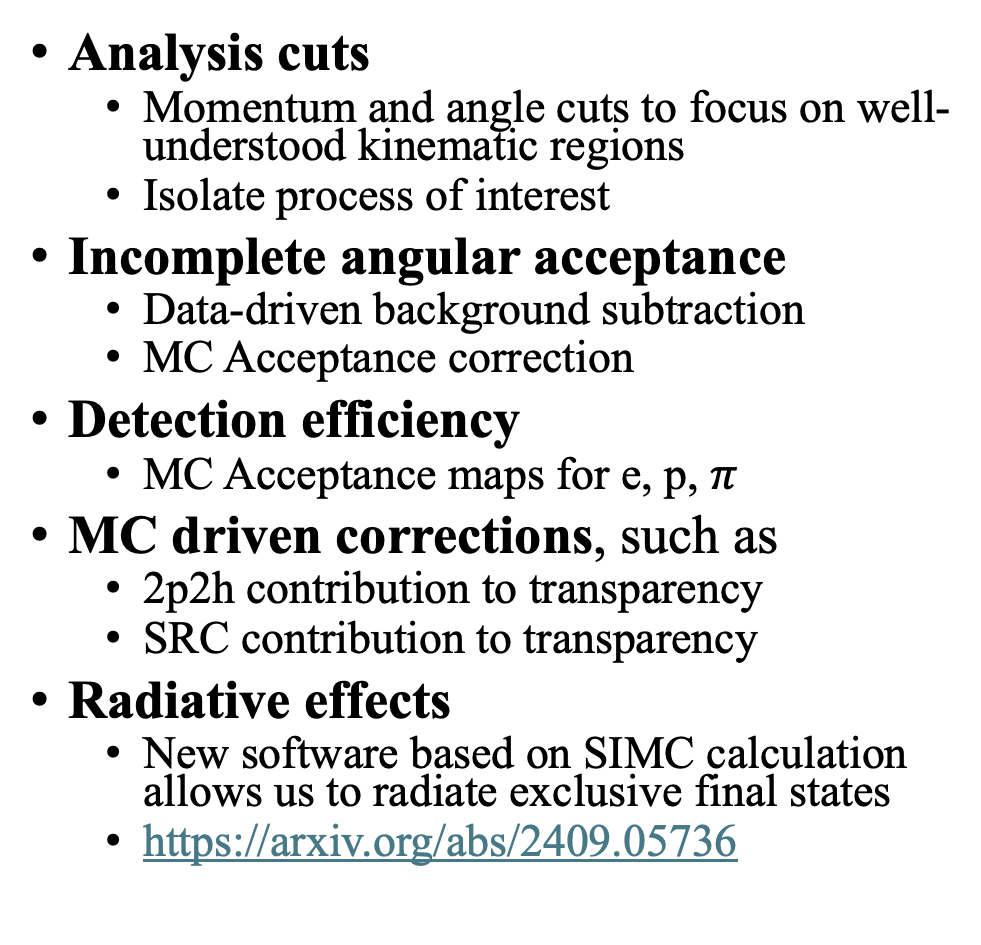 • Analysis cuts
• Momentum and angle cuts to focus on well-
understood kinematic regions
• Isolate process of interest
• Incomplete angular acceptance
• Data-driven background subtraction
• MC Acceptance correction
• Detection efficiency
• MC Acceptance maps for e, p, π
• MC driven corrections, such as
• 2p2h contribution to transparency
• SRC contribution to transparency
• Radiative effects
• New software based on SIMC calculation
allows us to radiate exclusive final states
• https://arxiv.org/abs/2409.05736